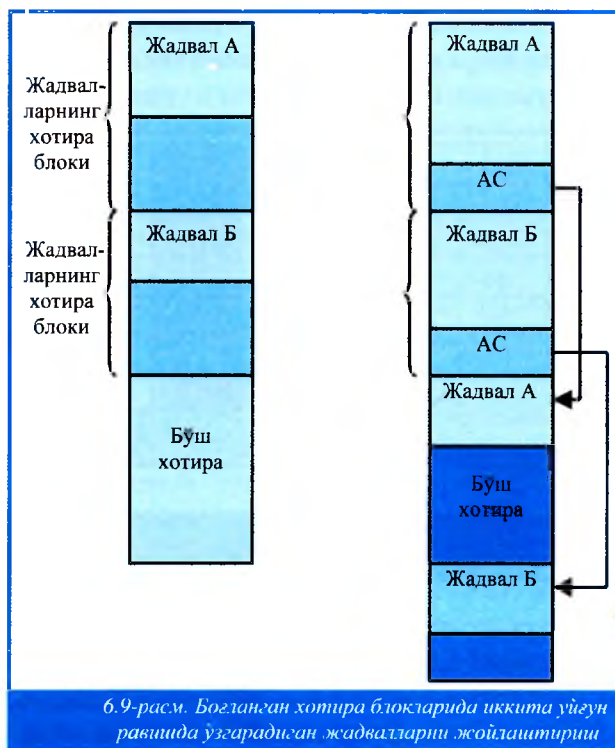 Жадвал А
Жадвал-
ларнинг
хотира
блоки
Жадвал Б
Жадвал-
ларнинг
хотира
блоки
Бўш
хотира
Жадвал А
АС
Жадвал Б
АС
Жадвал А
Бўш
хотира
Жадвал Б
6.9-расм. Боғланган хотира блокларида иккита уйғун
равишда ўзгарадиган жадвалларни жойлаштириш